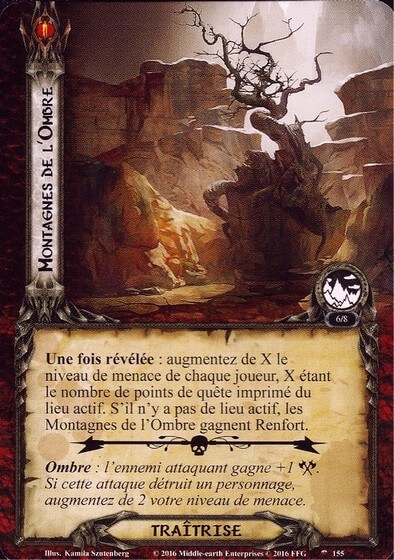 Montagnes de l'Ombre
6/8
Une fois révélée : augmentez de X le
niveau de menace de chaque joueur, X étant
le nombre de points de quête imprimé du
lieu actif. S'il n'y a pas de lieu actif, les
Montagnes de l'Ombre gagnent Renfort.
Ombre : l'ennemi attaquant gagne +1
Si cette attaque détruit un personnage,
augmentez de 2 votre niveau de menace.
TRAÎTRISE
Illus. Kamila Szutenberg © 2016 Middle-earth Enterprises © 2016 FFG 155